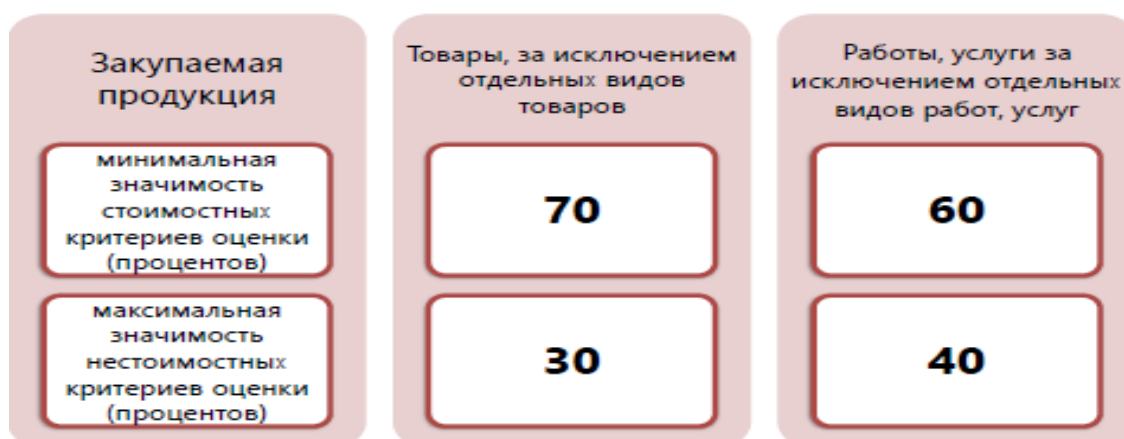 Закупаемая
продукция
Товары, за исключением
отдельных видов
товаров
Работы, услуги за
исключением отдельных
видов работ, услуг
минимальная
значимость
стоимостных
критериев оценки
(процентов)
70
60
максимальная
значимость
нестоимостных
критериев оценки
(процентов)
30
40